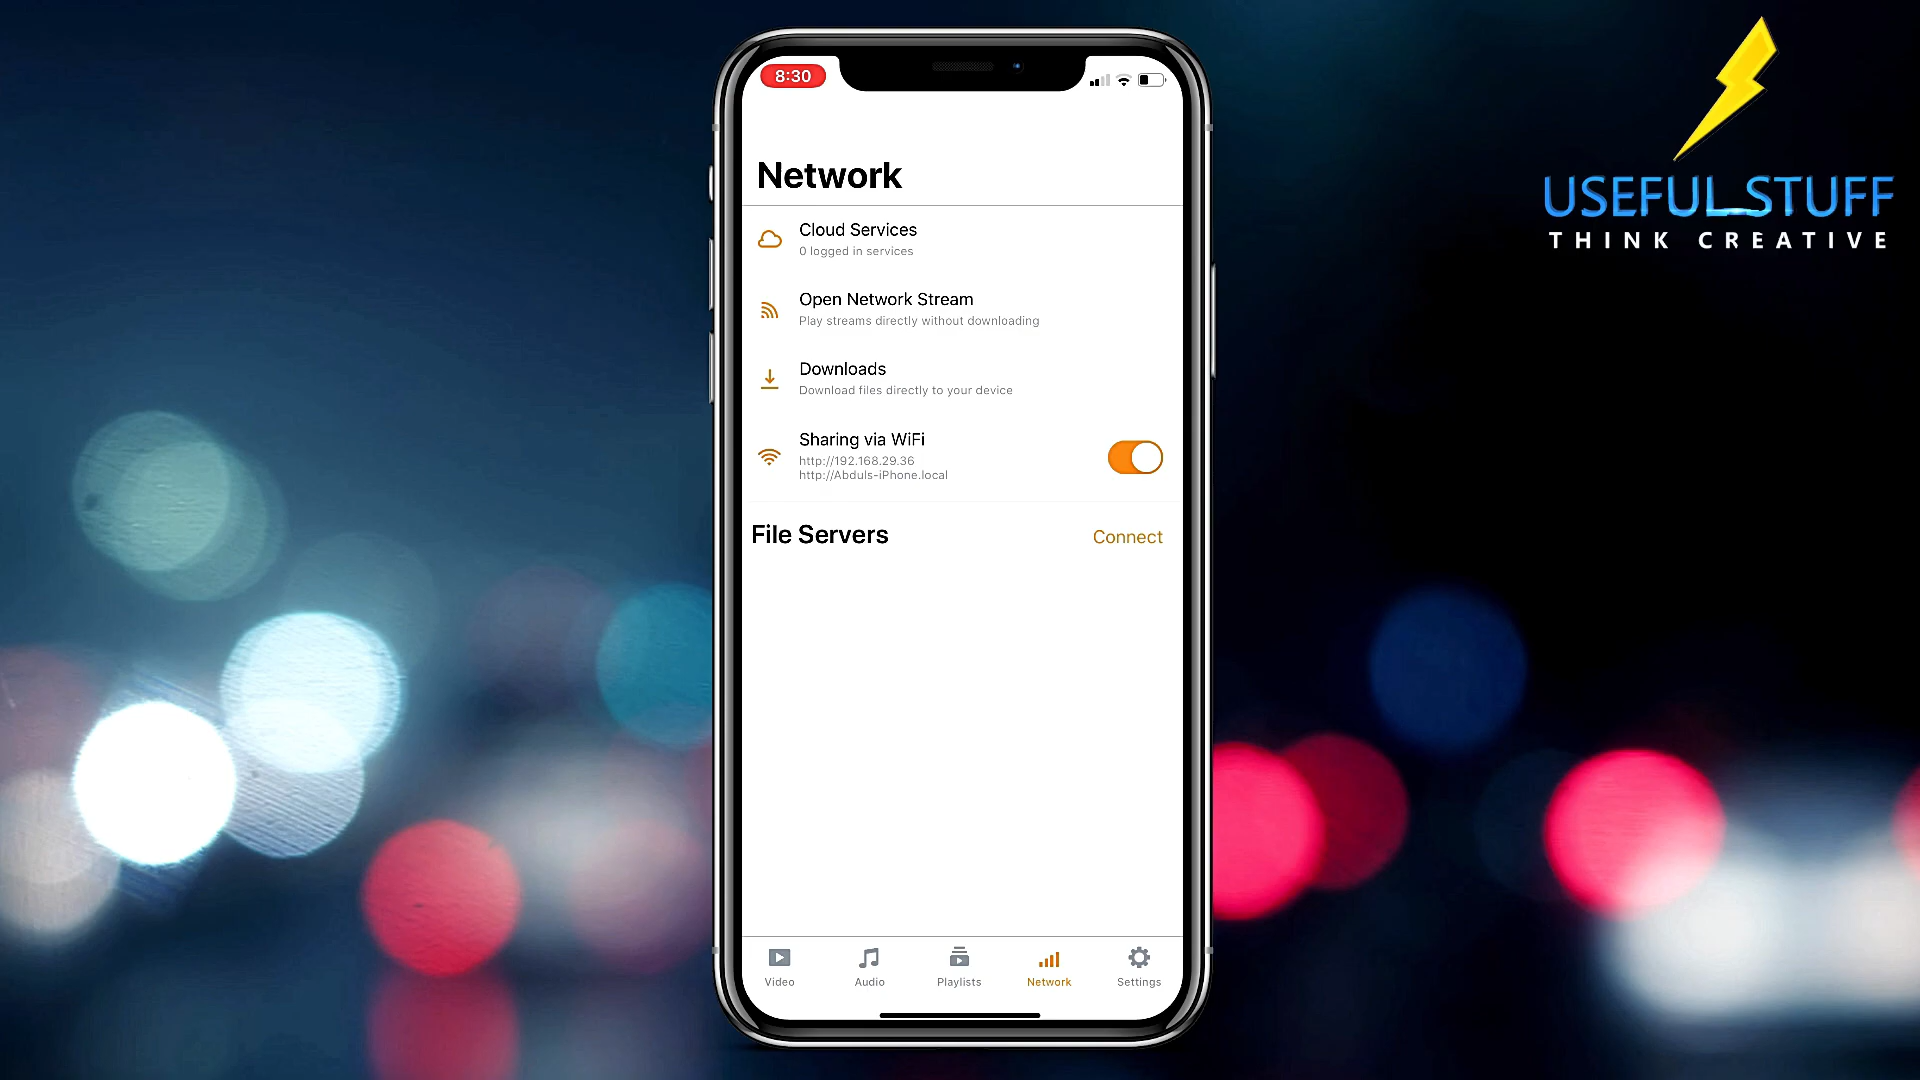 8:30
Network
Cloud Services
0 logged in services
Open Network Stream
Play streams directly without downloading
Downloads
Download files directly to your device
Sharing via WiFi
http://192.168.29.36
http://Abduls-iPhone.local
File Servers
Connect
Video
Audio
Playlists
Network
Settings
USEFUL_STUFF
THINK CREATIVE